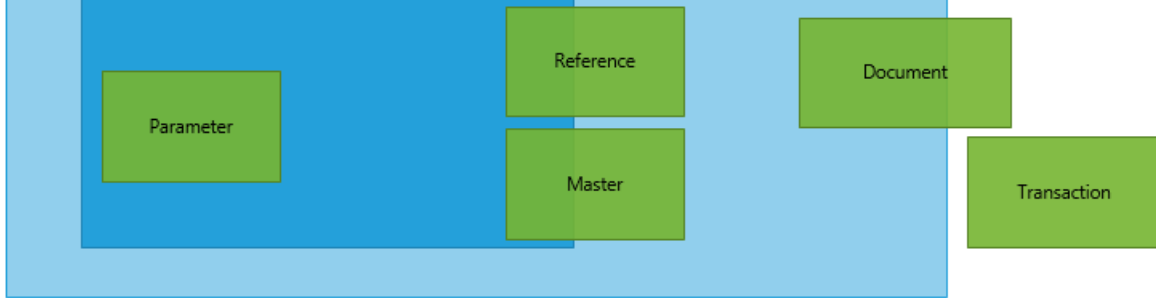 Reference
Document
Parameter
Master
Transaction